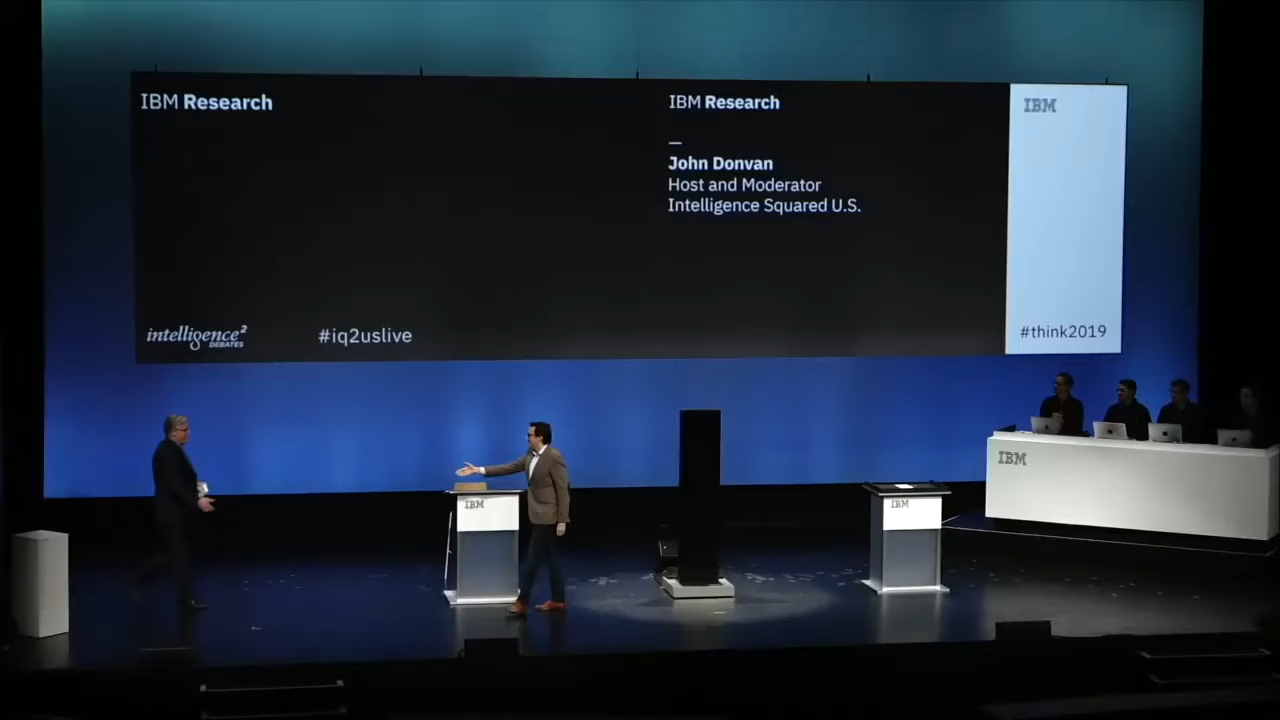 IBM Research
IBM Research
IBM
—
John Donvan
Host and Moderator
Intelligence Squared U.S.
intelligence2
DEBATES
#iq2uslive
#think2019
IBM
IBM
IBM